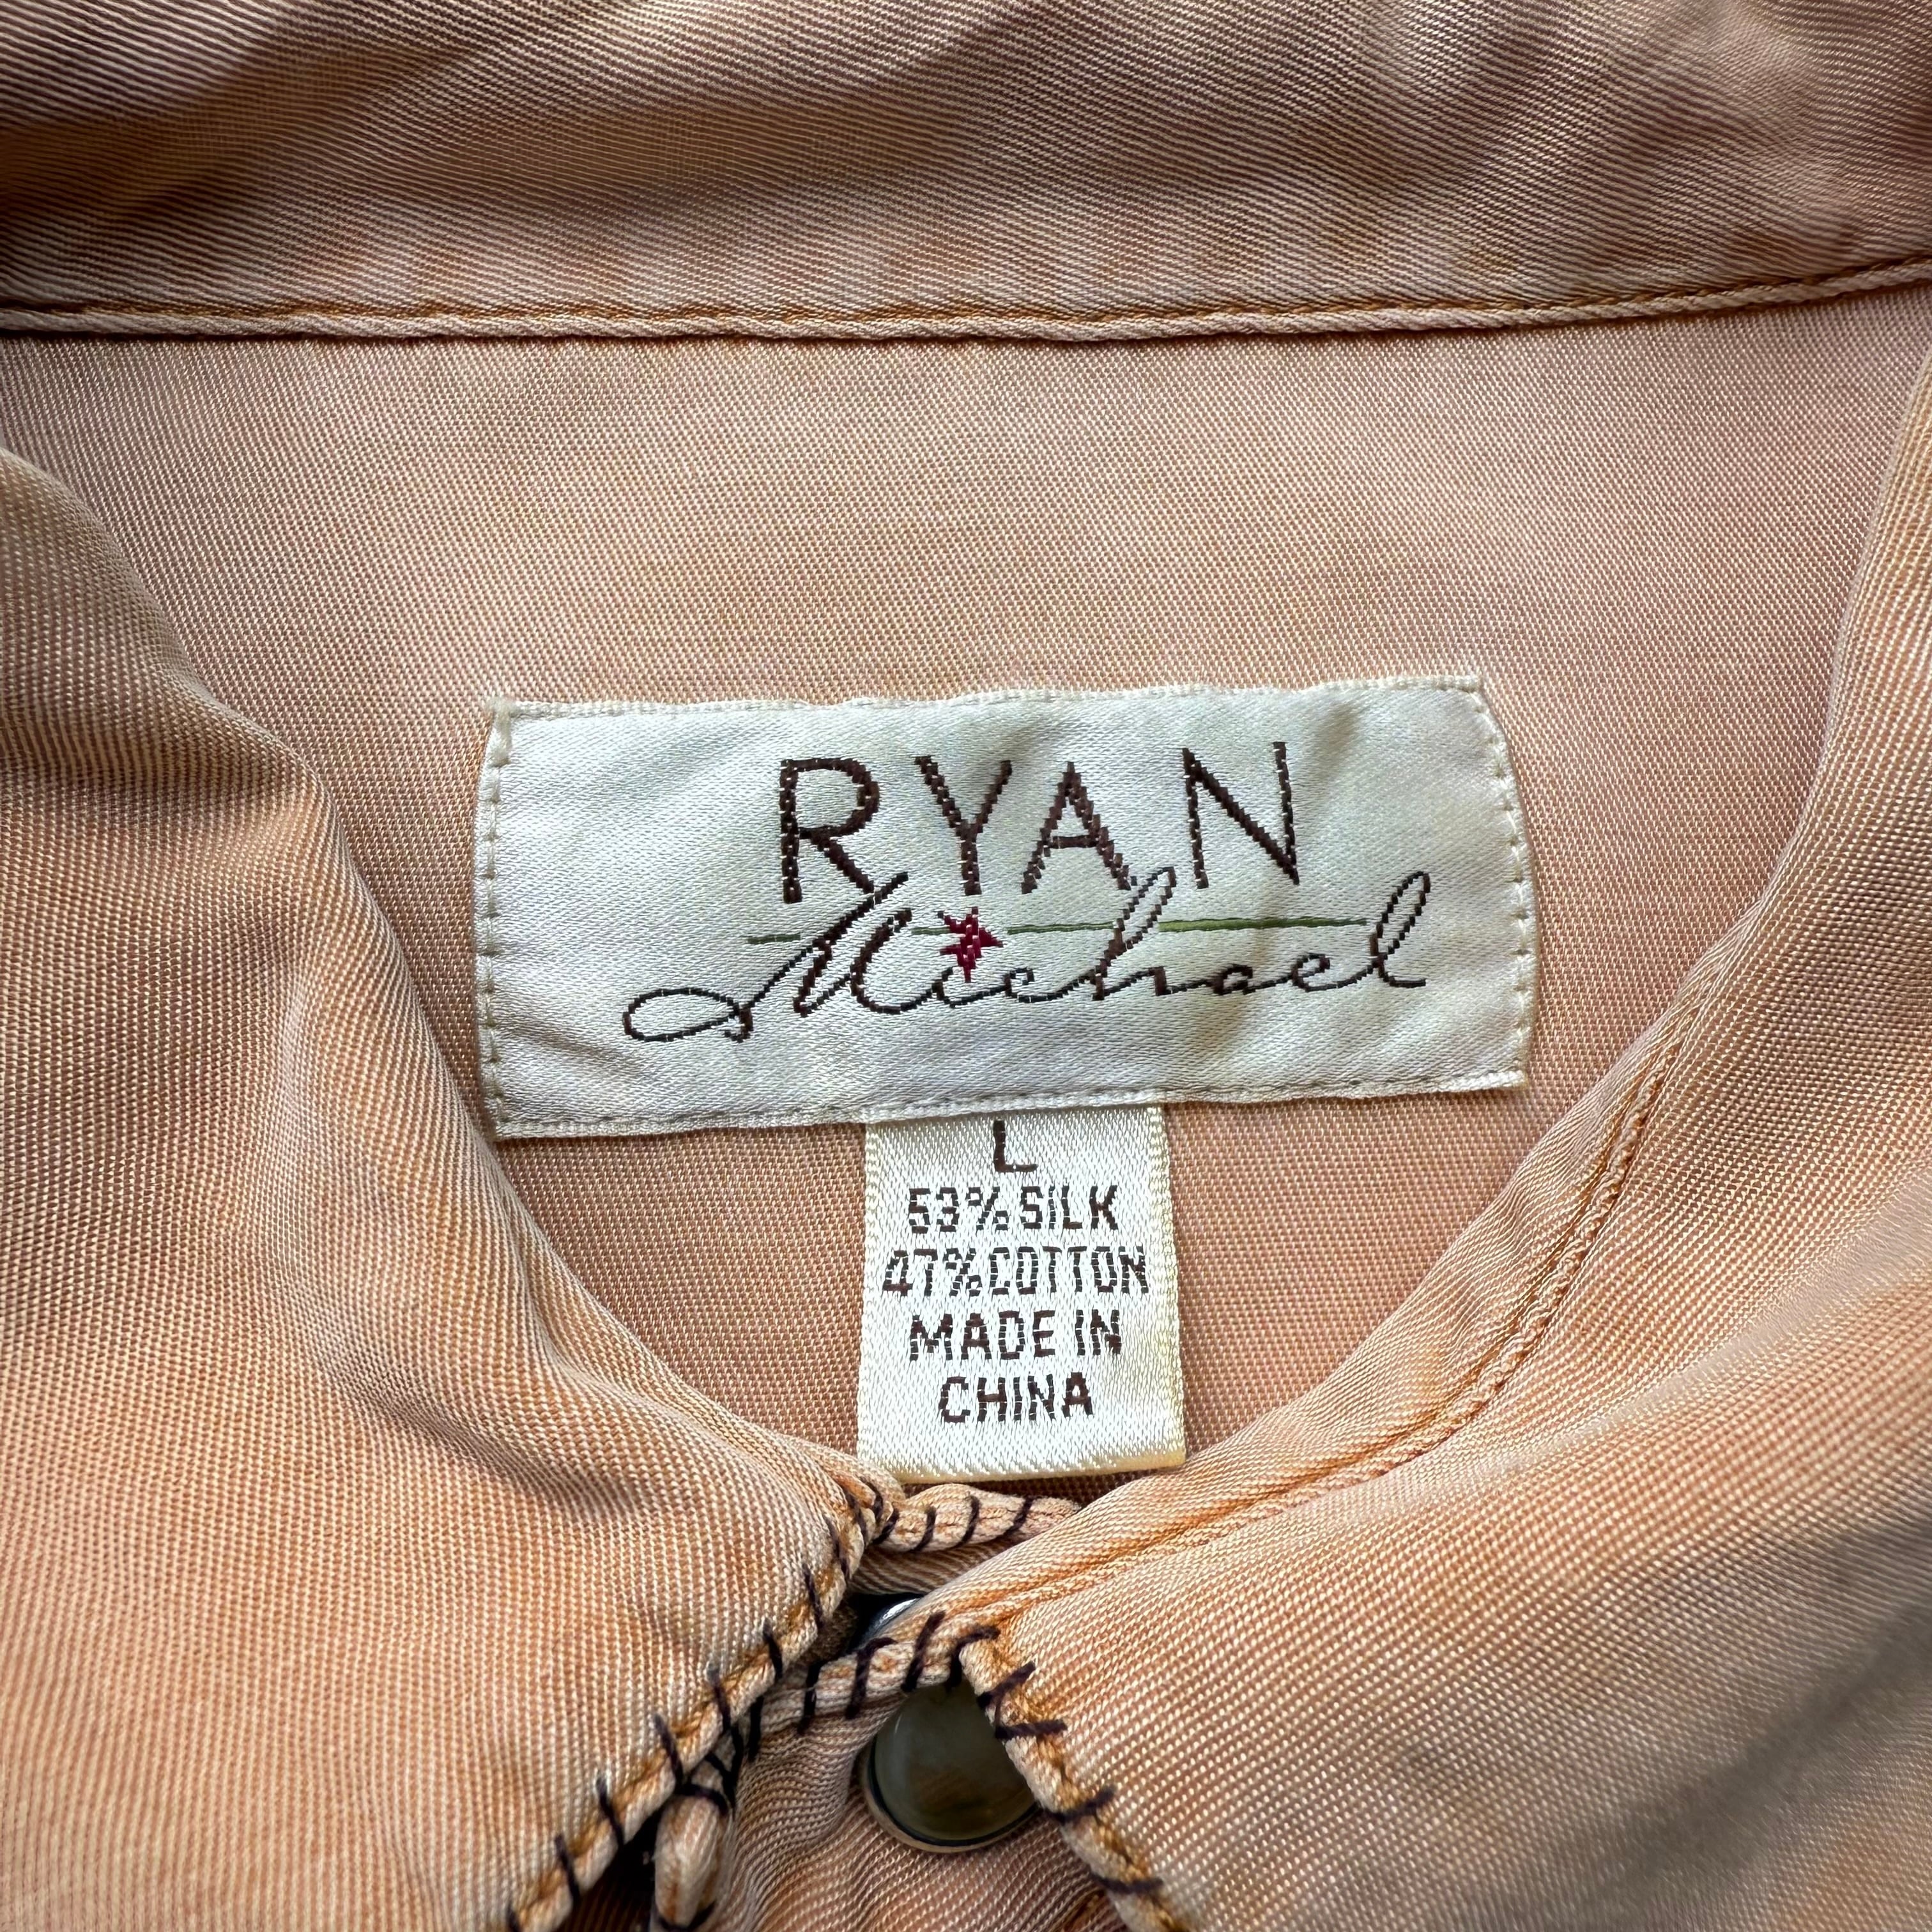 RYAN
Michael
L
53% SILK
47% COTTON
MADE IN
CHINA